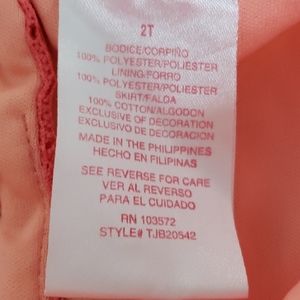 2T
BODICE/CORPIÑO
100% POLYESTER/POLIESTER
LINING/FORRO
100% POLYESTER/POLIESTER
SKIRT/FALDA
100% COTTON/ALGODON
EXCLUSIVE OF DECORATION
EXCLUSIVO DE DECORACION
MADE IN THE PHILIPPINES
HECHO EN FILIPINAS
SEE REVERSE FOR CARE
VER AL REVERSO
PARA EL CUIDADO
RN 103572
STYLE# TJB20542